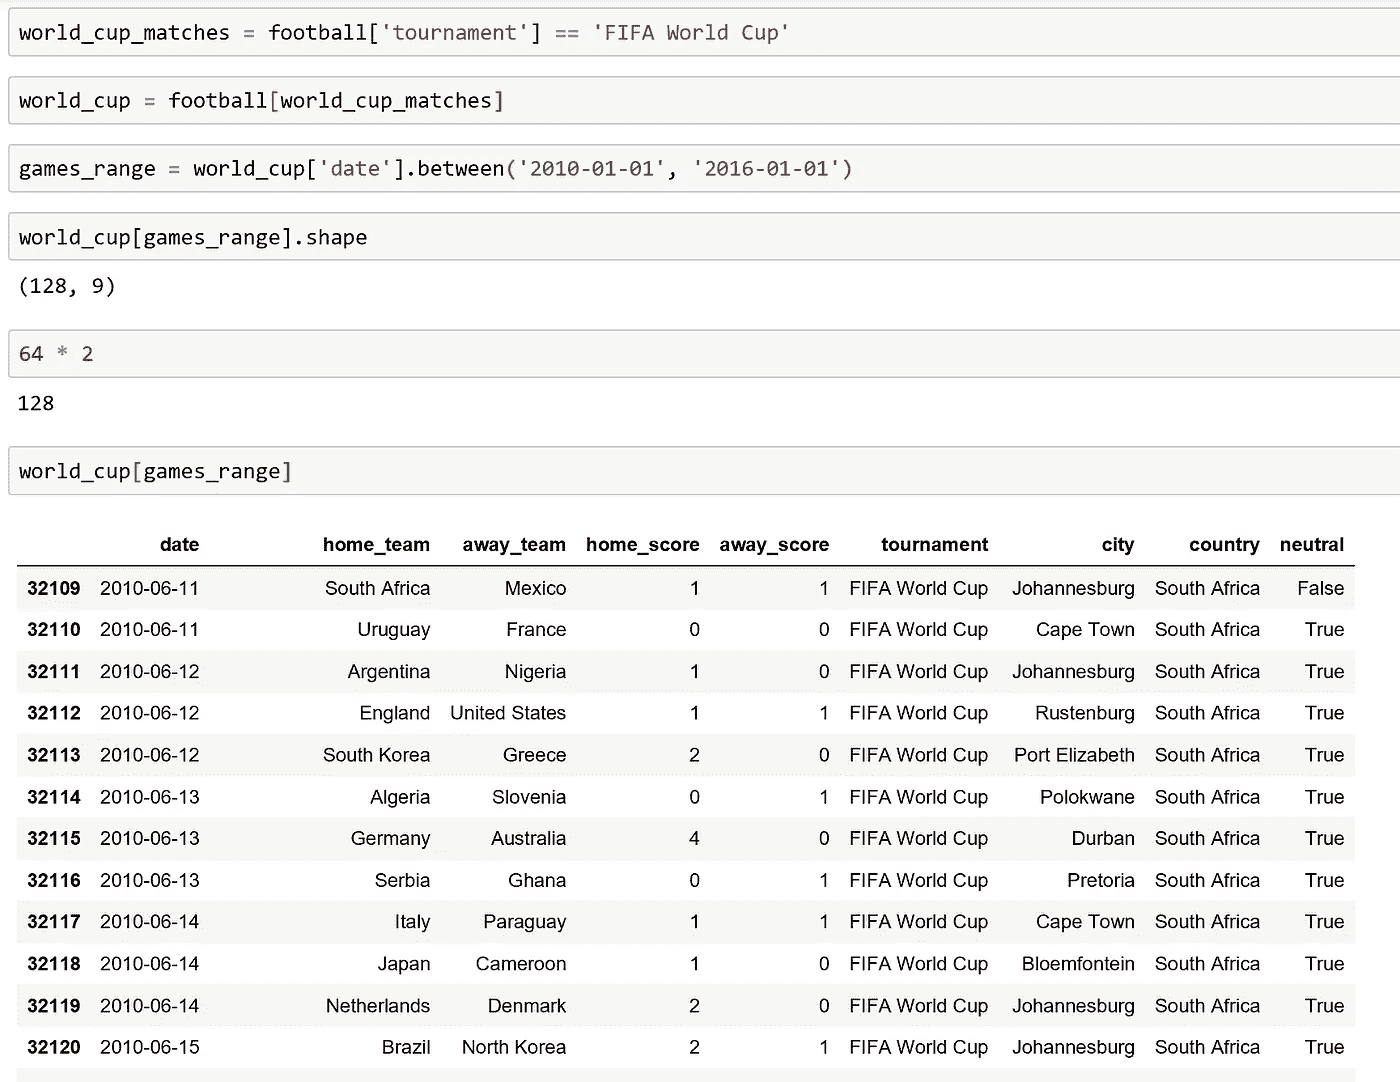 world_cup_matches = football['tournament'] == 'FIFA World Cup'
world_cup = football[world_cup_matches]
games_range = world_cup['date'].between('2010-01-01', '2016-01-01')
world_cup[games_range].shape
(128, 9)
64 * 2
128
world_cup[games_range]
date home_team away_team home_score away_score tournament city country neutral
32109 2010-06-11 South Africa Mexico 1 1 FIFA World Cup Johannesburg South Africa False
32110 2010-06-11 Uruguay France 0 0 FIFA World Cup Cape Town South Africa True
32111 2010-06-12 Argentina Nigeria 1 0 FIFA World Cup Johannesburg South Africa True
32112 2010-06-12 England United States 1 1 FIFA World Cup Rustenburg South Africa True
32113 2010-06-12 South Korea Greece 2 0 FIFA World Cup Port Elizabeth South Africa True
32114 2010-06-13 Algeria Slovenia 0 1 FIFA World Cup Polokwane South Africa True
32115 2010-06-13 Germany Australia 4 0 FIFA World Cup Durban South Africa True
32116 2010-06-13 Serbia Ghana 0 1 FIFA World Cup Pretoria South Africa True
32117 2010-06-14 Italy Paraguay 1 1 FIFA World Cup Cape Town South Africa True
32118 2010-06-14 Japan Cameroon 1 0 FIFA World Cup Bloemfontein South Africa True
32119 2010-06-14 Netherlands Denmark 2 0 FIFA World Cup Johannesburg South Africa True
32120 2010-06-15 Brazil North Korea 2 1 FIFA World Cup Johannesburg South Africa True